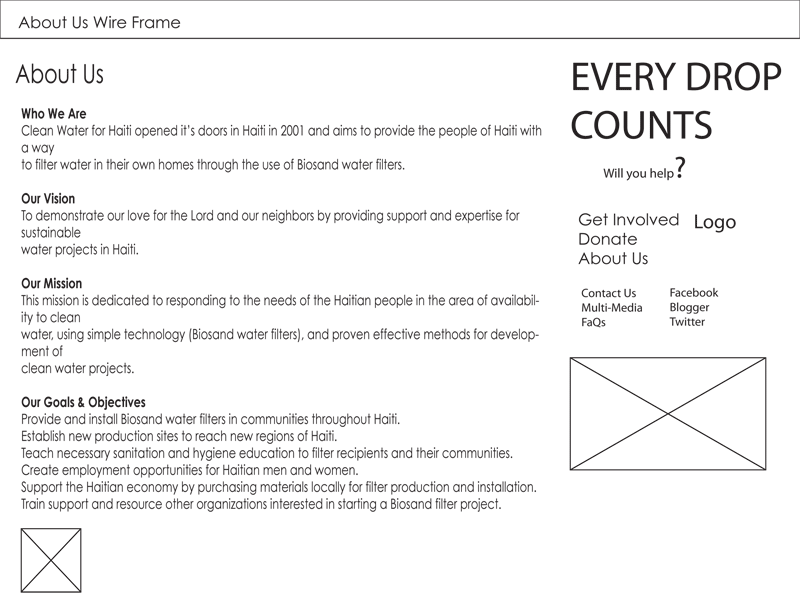 About Us Wire Frame
About Us
Who We Are
Clean Water for Haiti opened it's doors in Haiti in 2001 and aims to provide the people of Haiti with
a way
to filter water in their own homes through the use of Biosand water filters.
Our Vision
To demonstrate our love for the Lord and our neighbors by providing support and expertise for
sustainable
water projects in Haiti.
Our Mission
This mission is dedicated to responding to the needs of the Haitian people in the area of availabil-
ity to clean
water, using simple technology (Biosand water filters), and proven effective methods for develop-
ment of
clean water projects.
Our Goals & Objectives
Provide and install Biosand water filters in communities throughout Haiti.
Establish new production sites to reach new regions of Haiti.
Teach necessary sanitation and hygiene education to filter recipients and their communities.
Create employment opportunities for Haitian men and women.
Support the Haitian economy by purchasing materials locally for filter production and installation.
Train support and resource other organizations interested in starting a Biosand filter project.
EVERY DROP
COUNTS
Will you help?
Get Involved
Donate
About Us
Logo
Contact Us
Multi-Media
FaQs
Facebook
Blogger
Twitter